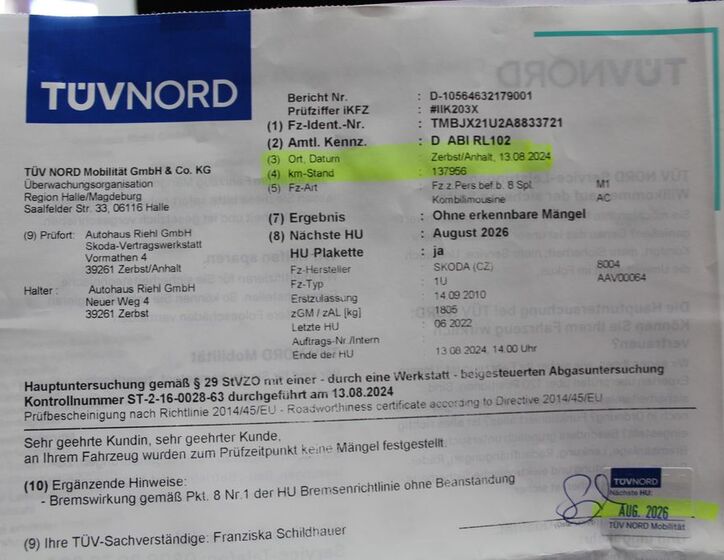 TÜVNORD
Bericht Nr. : D-10564632179001
Prüfziffer iKFZ : #IIK203X
(1) Fz-Ident.-Nr. : TMBJX21U2A8833721
(2) Amtl. Kennz. : D ABI RL102
(3) Ort, Datum : Zerbst/Anhalt, 13.08.2024
(4) km-Stand : 137956
(5) Fz-Art : Fz z.Pers.bef.b. 8 Spl. M1
Kombilimousine AC
(7) Ergebnis : Ohne erkennbare Mängel
(8) Nächste HU : August 2026
HU-Plakette : ja
Fz-Hersteller : SKODA (CZ) 8004
Fz-Typ : 1U AAV00064
Erstzulassung : 14.09.2010
zGM / zAL [kg] : 1805
Letzte HU : 06.2022
Auftrags-Nr./Intern :
Ende der HU : 13.08.2024, 14:00 Uhr
TÜV NORD Mobilität GmbH & Co. KG
Überwachungsorganisation
Region Halle/Magdeburg
Saalfelder Str. 33, 06116 Halle
(9) Prüfort: Autohaus Riehl GmbH
Skoda-Vertragswerkstatt
Vormathen 4
39261 Zerbst/Anhalt
Halter : Autohaus Riehl GmbH
Neuer Weg 4
39261 Zerbst
Hauptuntersuchung gemäß § 29 StVZO mit einer - durch eine Werkstatt - beigesteuerten Abgasuntersuchung
Kontrollnummer ST-2-16-0028-63 durchgeführt am 13.08.2024
Prüfbescheinigung nach Richtlinie 2014/45/EU - Roadworthiness certificate according to Directive 2014/45/EU
Sehr geehrte Kundin, sehr geehrter Kunde,
an Ihrem Fahrzeug wurden zum Prüfzeitpunkt keine Mängel festgestellt.
(10) Ergänzende Hinweise:
- Bremswirkung gemäß Pkt. 8 Nr.1 der HU Bremsenrichtlinie ohne Beanstandung
(9) Ihre TÜV-Sachverständige: Franziska Schildhauer
TÜVNORD
Nächste HU:
AUG. 2026
TÜV NORD Mobilität